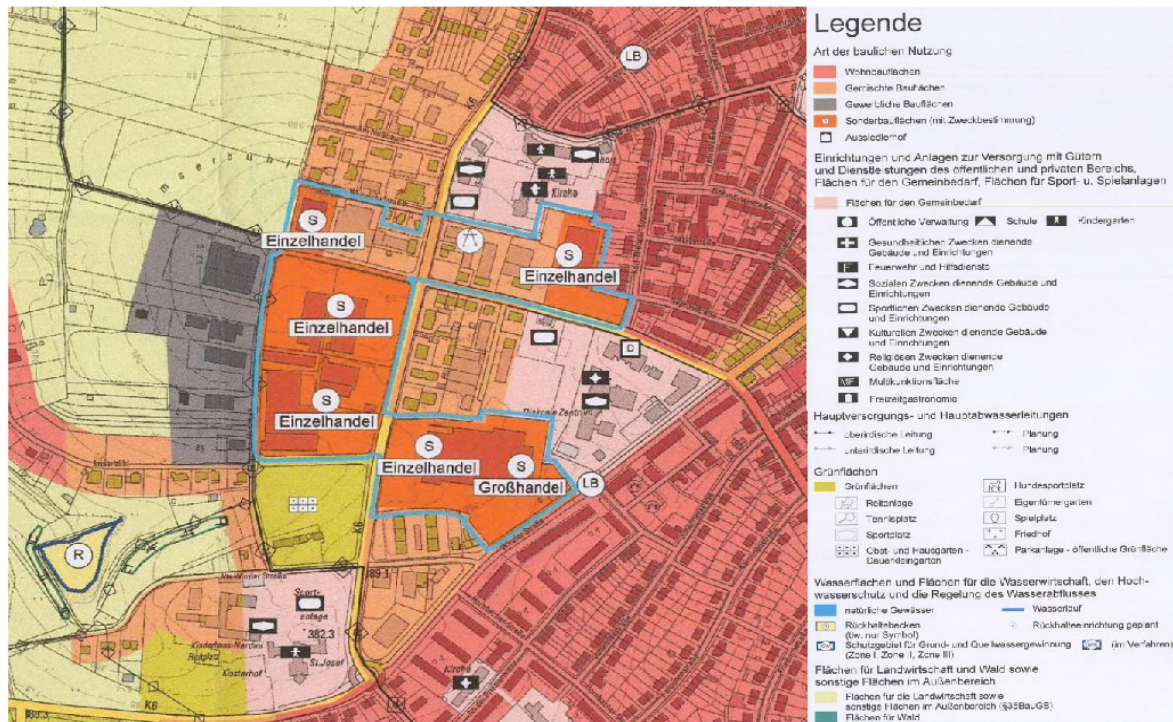 LB
K6
Kirche
S
Einzelhandel
S
Einzelhandel
S
Einzelhandel
D
S
Einzelhandel
S
Einzelhandel
S
Großhandel
LB
K6
R
Sport-
anlage
382.3
St.Josef
Klosterhof
Kirche
K6
Legende
Art der baulichen Nutzung
Wohnbauflächen
Gemischte Bauflächen
Gewerbliche Bauflächen
Sonderbauflächen (mit Zweckbestimmung)
Aussiedlerhof
Einrichtungen und Anlagen zur Versorgung mit Gütern
und Dienstleistungen des öffentlichen und privaten Bereichs,
Flächen für den Gemeinbedarf, Flächen für Sport- u. Spielanlagen
Flächen für den Gemeinbedarf
Öffentliche Verwaltung Schule Kindergarten
Gesundheitlichen Zwecken dienende
Gebäude und Einrichtungen
F Feuerwehr und Hilfsdienste
Sozialen Zwecken dienende Gebäude und
Einrichtungen
Sportlichen Zwecken dienende Gebäude
und Einrichtungen
Kulturellen Zwecken dienende Gebäude
und Einrichtungen
Religiösen Zwecken dienende
Gebäude und Einrichtungen
MF Multifunktionsfläche
Freizeitgastronomie
Hauptversorgungs- und Hauptabwasserleitungen
oberirdische Leitung Planung
unterirdische Leitung Planung
Grünflächen
Grünflächen Hundesportplatz
Reitanlage Eigentümergarten
Tennisplatz Spielplatz
Sportplatz Friedhof
Obst- und Hausgarten - Parkanlage - öffentliche Grünfläche
Dauerkleingarten
Wasserflächen und Flächen für die Wasserwirtschaft, den Hoch-
wasserschutz und die Regelung des Wasserabflusses
natürliche Gewässer Wasserlauf
Rückhaltebecken Rückhalteeinrichtung geplant
(tw. nur Symbol)
Schutzgebiet für Grund- und Quellwassergewinnung (im Verfahren)
(Zone I, Zone II, Zone III)
Flächen für Landwirtschaft und Wald sowie
sonstige Flächen im Außenbereich
Flächen für die Landwirtschaft sowie
sonstige Flächen im Außenbereich (§35BauGB)
Flächen für Wald